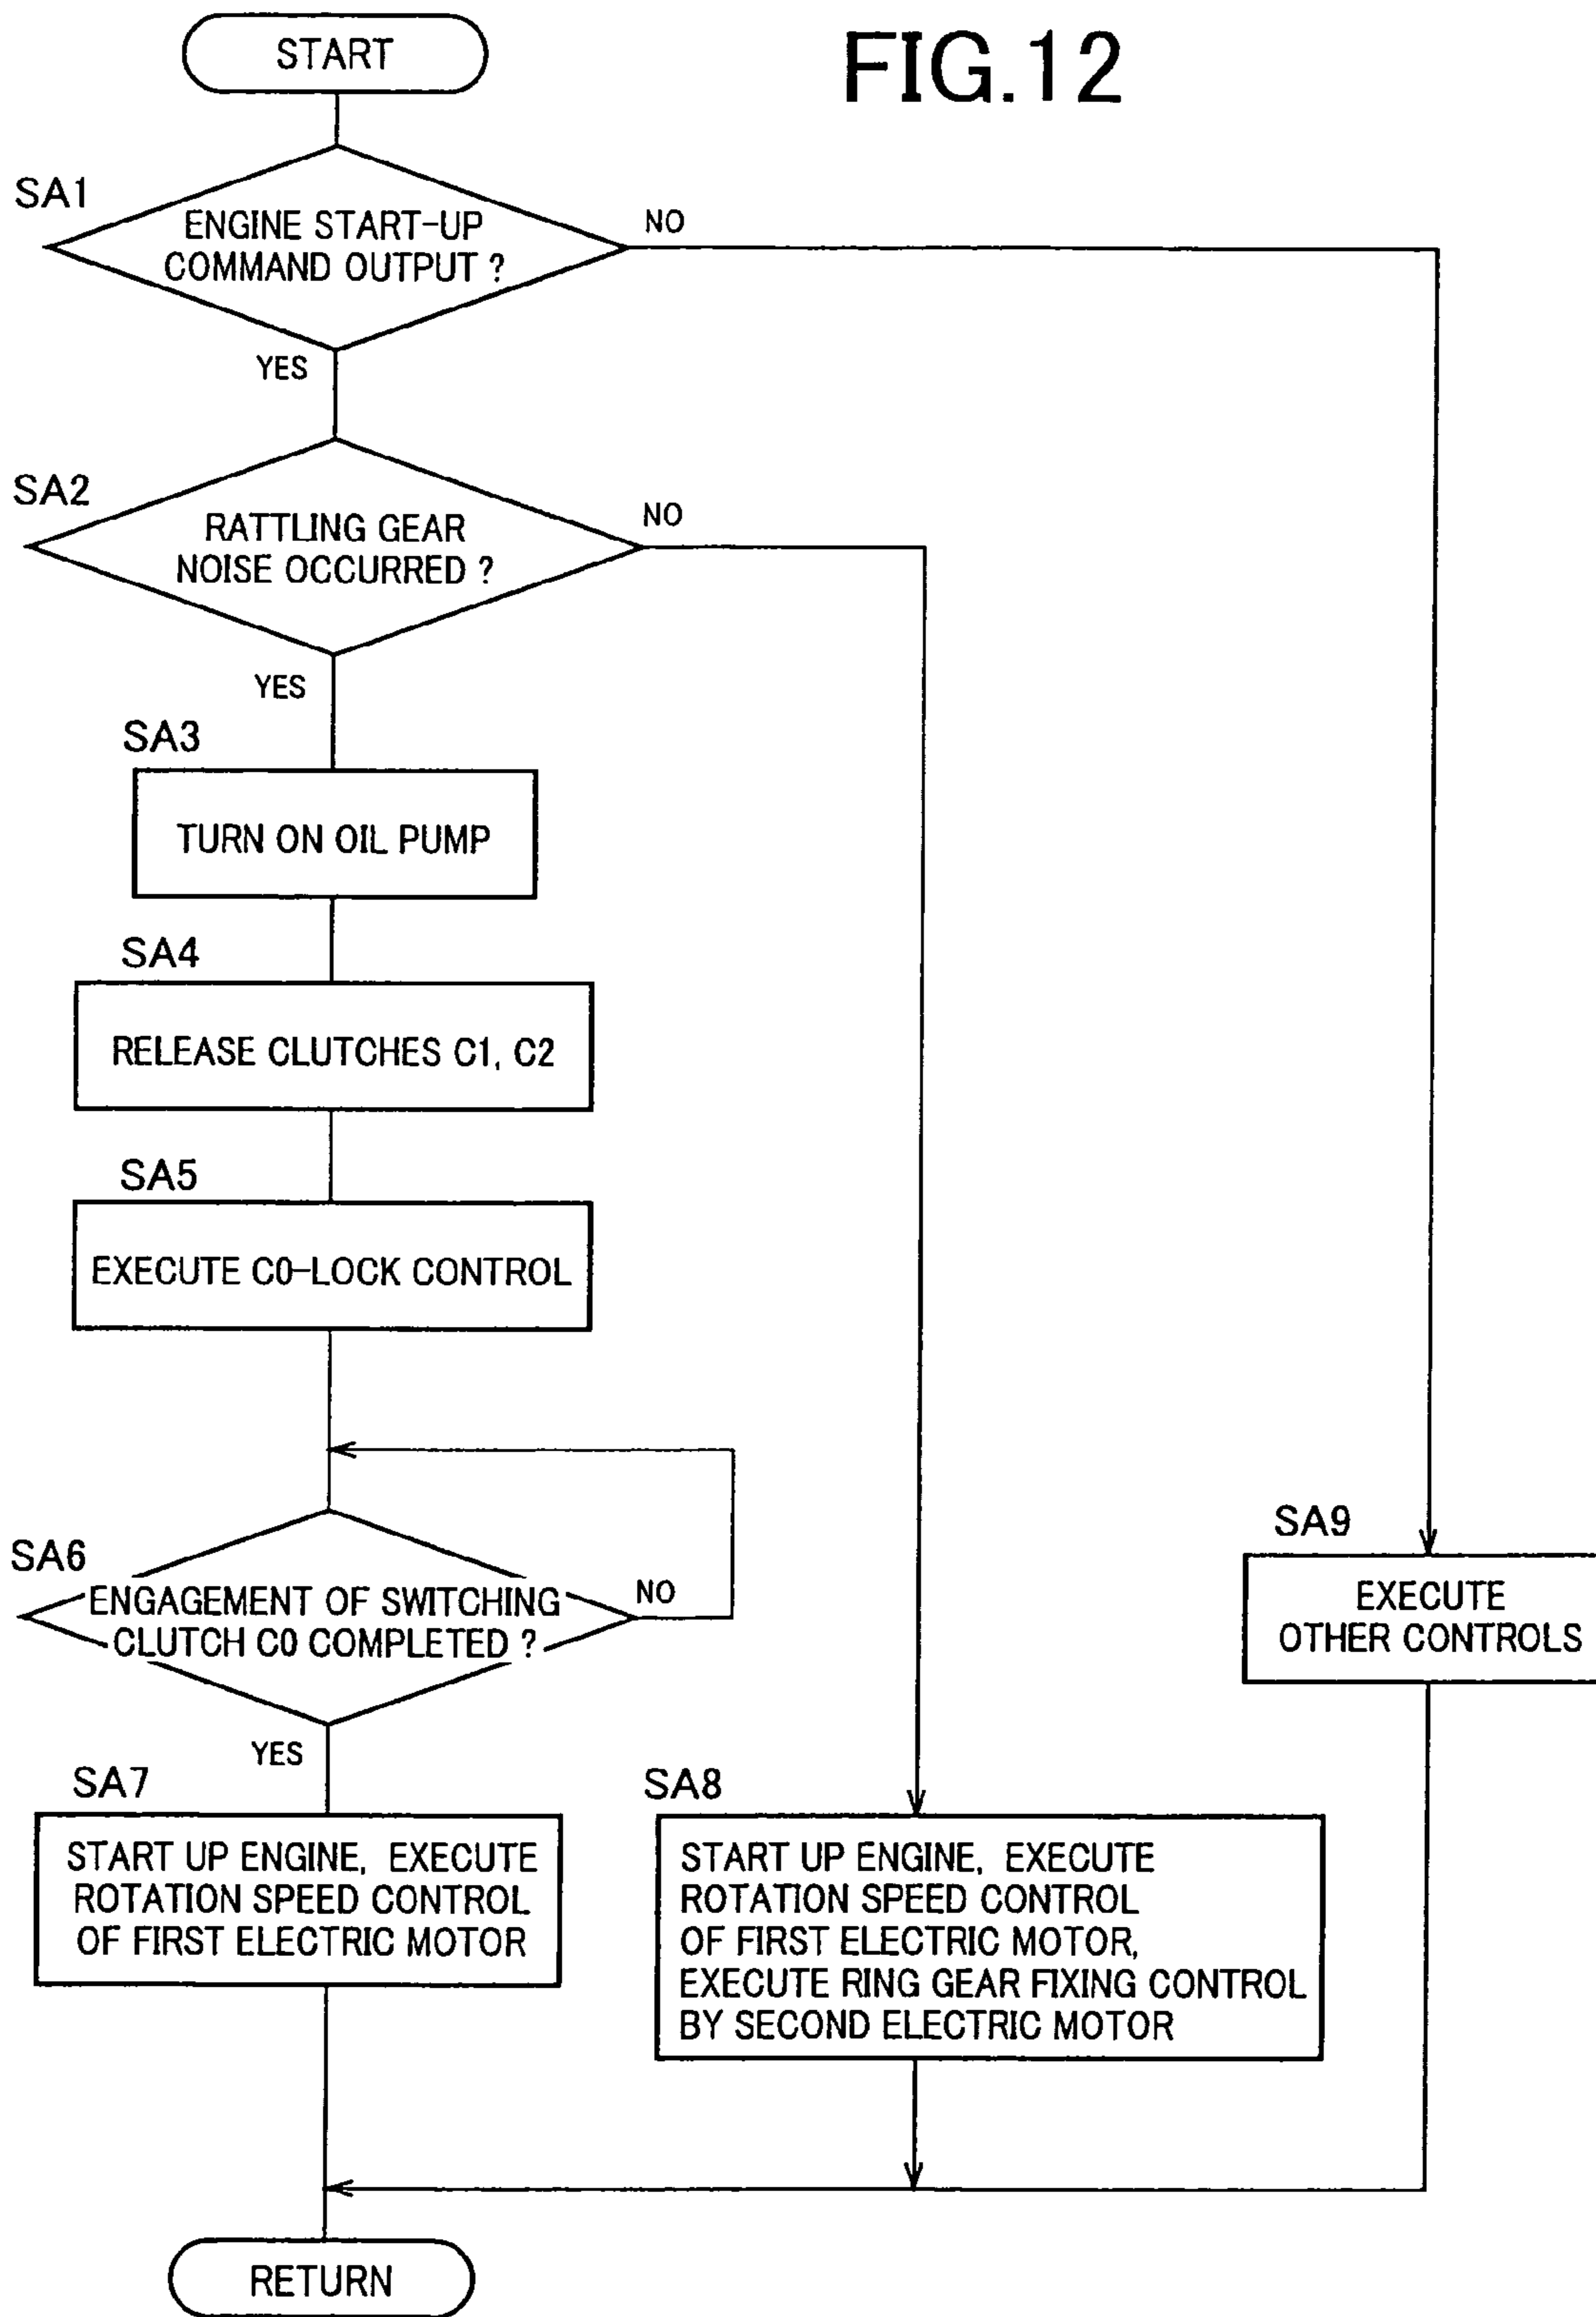 START
FIG.12
SA1
ENGINE START-UP
COMMAND OUTPUT ?
NO
YES
SA2
RATTLING GEAR
NOISE OCCURRED ?
NO
YES
SA3
TURN ON OIL PUMP
SA4
RELEASE CLUTCHES C1, C2
SA5
EXECUTE C0-LOCK CONTROL
SA6
ENGAGEMENT OF SWITCHING
CLUTCH C0 COMPLETED ?
NO
YES
SA9
EXECUTE
OTHER CONTROLS
SA7
START UP ENGINE, EXECUTE
ROTATION SPEED CONTROL
OF FIRST ELECTRIC MOTOR
SA8
START UP ENGINE, EXECUTE
ROTATION SPEED CONTROL
OF FIRST ELECTRIC MOTOR,
EXECUTE RING GEAR FIXING CONTROL
BY SECOND ELECTRIC MOTOR
RETURN